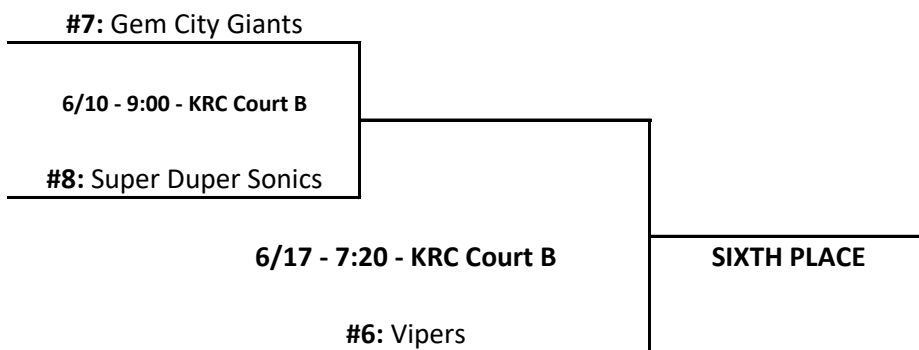 #7: Gem City Giants
6/10 - 9:00 - KRC Court B
#8: Super Duper Sonics
6/17 - 7:20 - KRC Court B
SIXTH PLACE
#6: Vipers